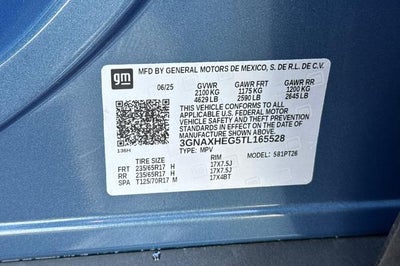 gm MFD BY GENERAL MOTORS DE MEXICO, S. DE R.L. DE C.V.
06/25 GVWR GAWR FRT GAWR RR
2100 KG 1175 KG 1200 KG
4629 LB 2590 LB 2645 LB
THIS VEHICLE CONFORMS TO ALL
APPLICABLE U.S. FEDERAL MOTOR
VEHICLE SAFETY AND THEFT PREVENTION
STANDARDS IN EFFECT ON THE DATE OF
MANUFACTURE SHOWN ABOVE.
3GNAXHEG5TL165528
TYPE: MPV MODEL: 581PT26
TIRE SIZE RIM
FRT 235/65R17 H 17X7.5J
RR 235/65R17 H 17X7.5J
SPA T125/70R17 M 17X4BT